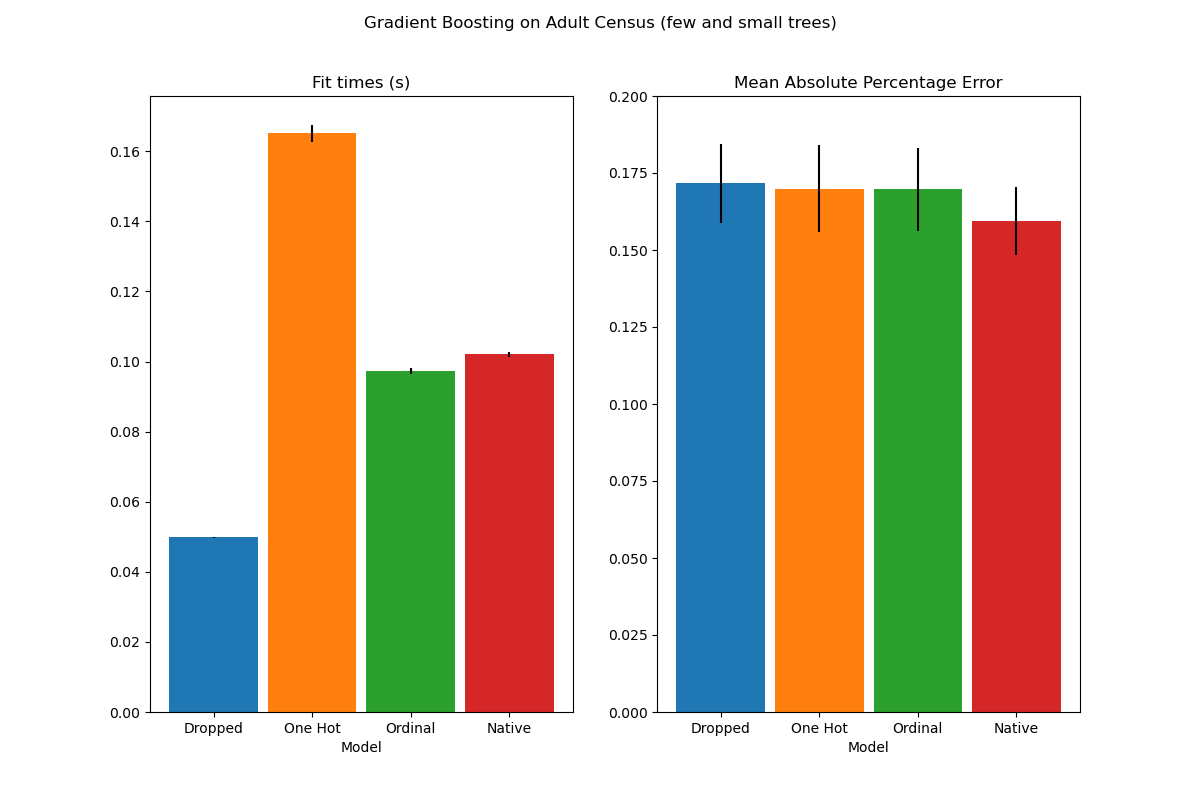 Gradient Boosting on Adult Census (few and small trees)
Fit times (s)
0.16
0.14
0.12
0.10
0.08
0.06
0.04
0.02
0.00
Dropped One Hot Ordinal Native
Model
Mean Absolute Percentage Error
0.200
0.175
0.150
0.125
0.100
0.075
0.050
0.025
0.000
Dropped One Hot Ordinal Native
Model